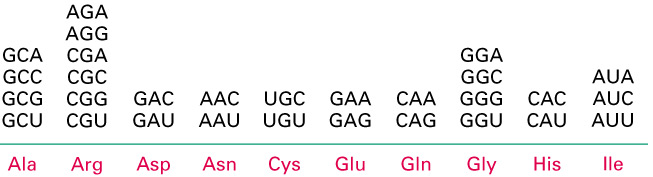 AGA
AGG
GCA CGA GGA
GCC CGC GGC AUA
GCG CGG GAC AAC UGC GAA CAA GGG CAC AUC
GCU CGU GAU AAU UGU GAG CAG GGU CAU AUU
Ala Arg Asp Asn Cys Glu Gln Gly His Ile